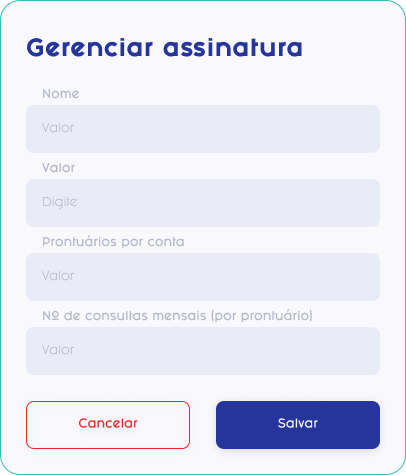 Gerenciar assinatura
Nome
Valor
Valor
Digite
Prontuários por conta
Valor
Nº de consultas mensais (por prontuário)
Valor
Cancelar
Salvar